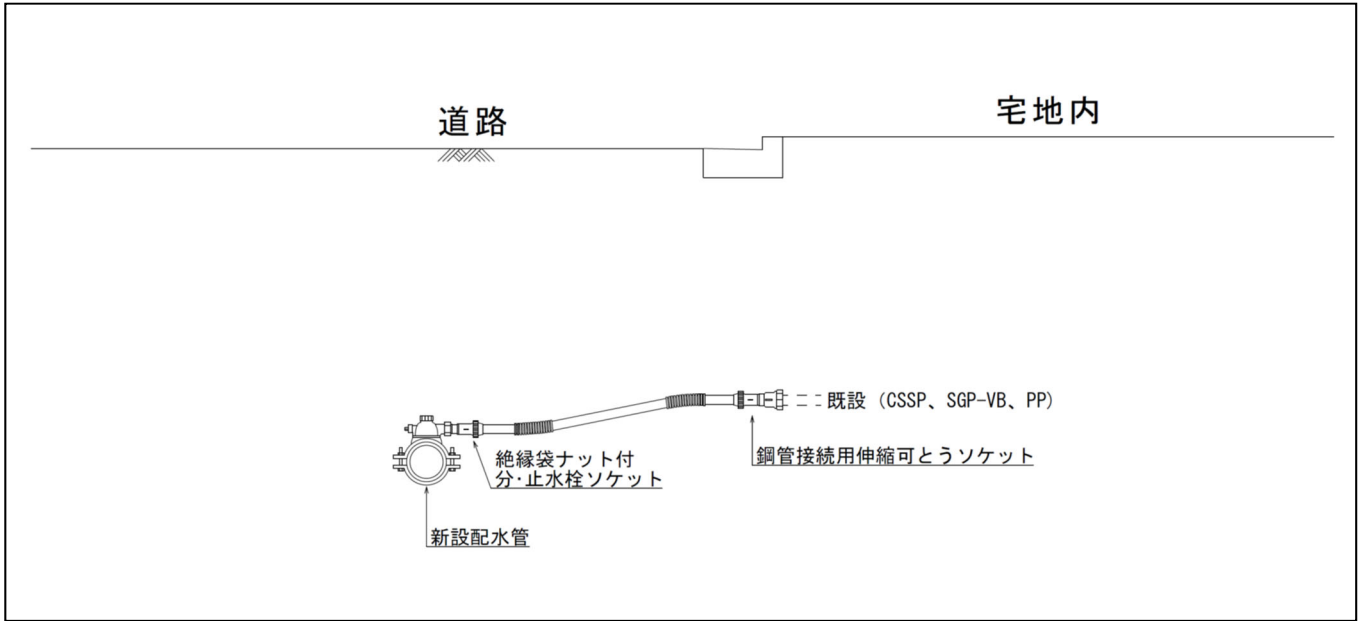 道路
宅地内
既設（CSSP、SGP-VB、PP）
絶縁袋ナット付
分・止水栓ソケット
鋼管接続用伸縮可とうソケット
新設配水管